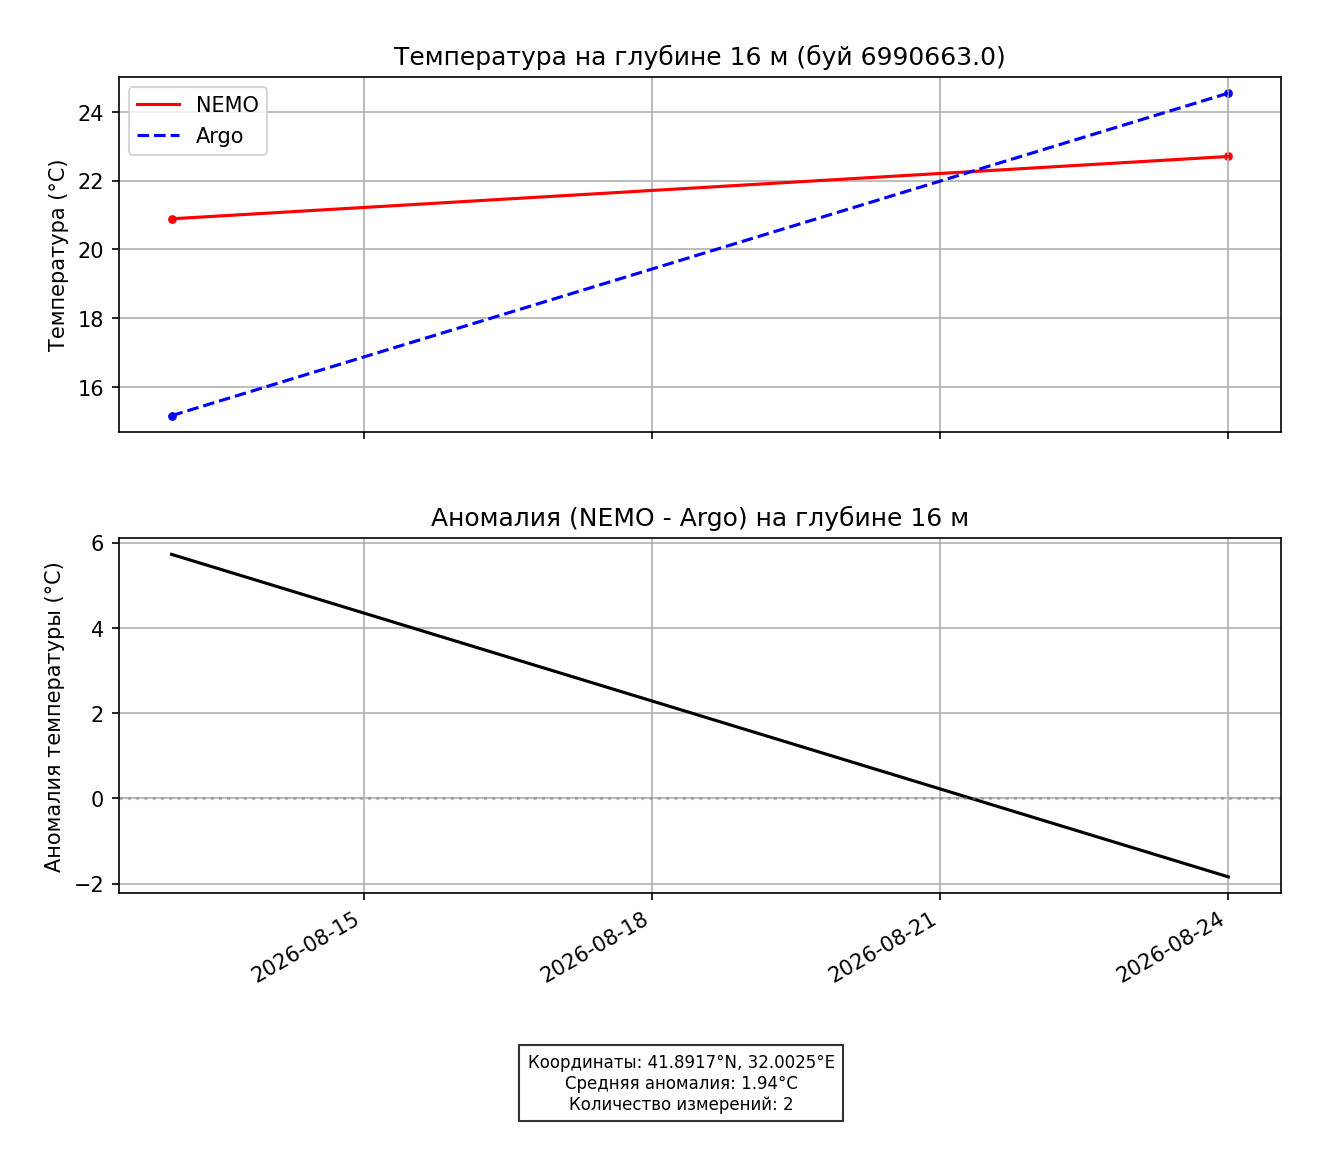 Температура на глубине 16 м (буй 6990663.0)
NEMO
Argo
Температура (°C)
24
22
20
18
16
Аномалия (NEMO - Argo) на глубине 16 м
Аномалия температуры (°C)
6
4
2
0
−2
2026-08-15
2026-08-18
2026-08-21
2026-08-24
Координаты: 41.8917°N, 32.0025°E
Средняя аномалия: 1.94°C
Количество измерений: 2